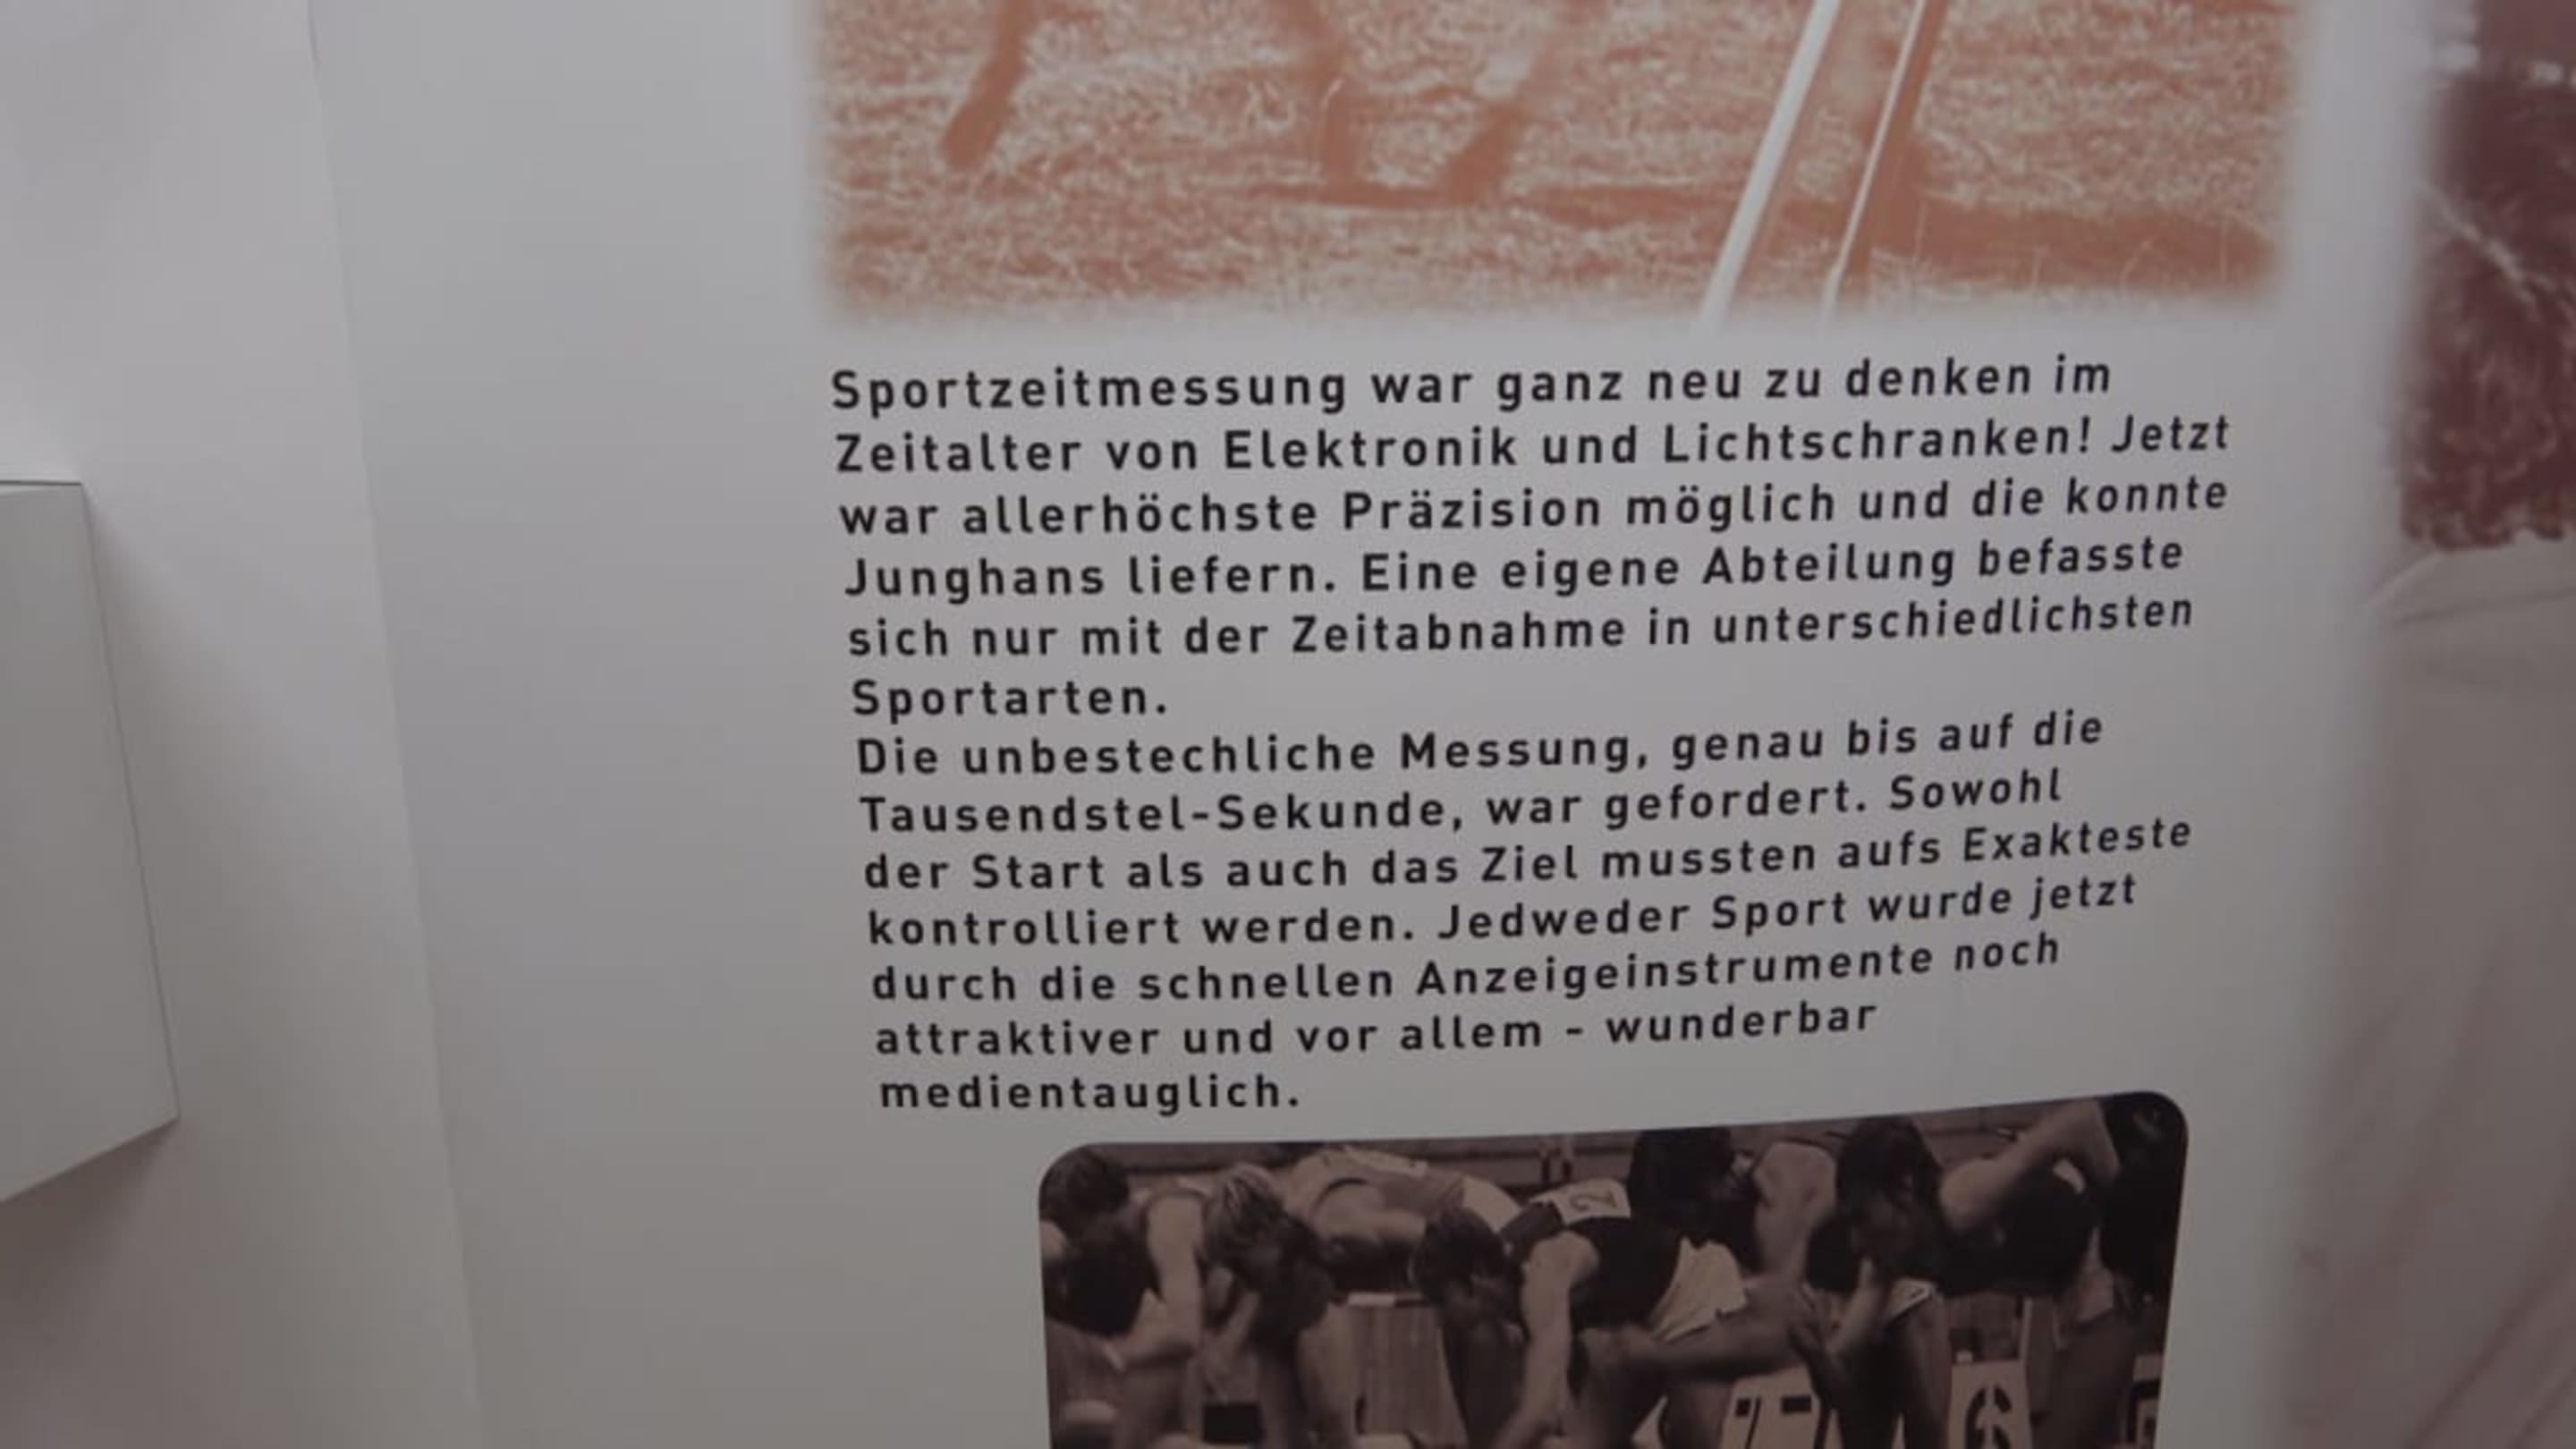 Sportzeitmessung war ganz neu zu denken im
Zeitalter von Elektronik und Lichtschranken! Jetzt
war allerhöchste Präzision möglich und die konnte
Junghans liefern. Eine eigene Abteilung befasste
sich nur mit der Zeitabnahme in unterschiedlichsten
Sportarten.
Die unbestechliche Messung, genau bis auf die
Tausendstel-Sekunde, war gefordert. Sowohl
der Start als auch das Ziel mussten aufs Exakteste
kontrolliert werden. Jedweder Sport wurde jetzt
durch die schnellen Anzeigeinstrumente noch
attraktiver und vor allem - wunderbar
medientauglich.
2
6